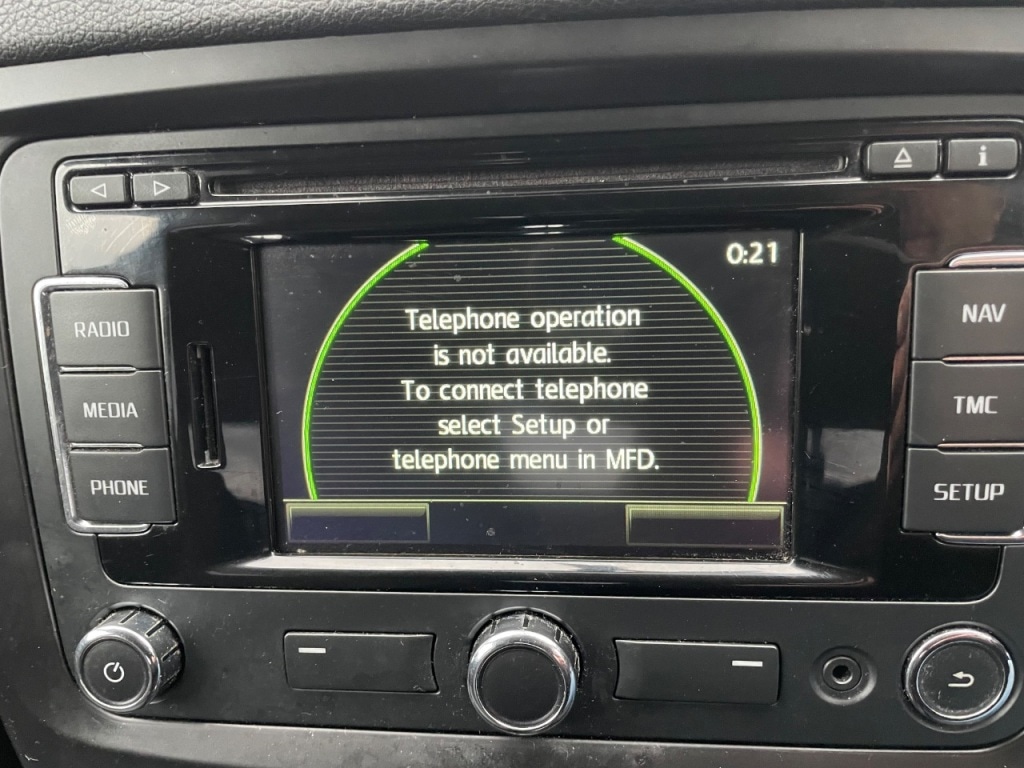 0:21
Telephone operation
is not available.
To connect telephone
select Setup or
telephone menu in MFD.
RADIO
MEDIA
PHONE
NAV
TMC
SETUP
i